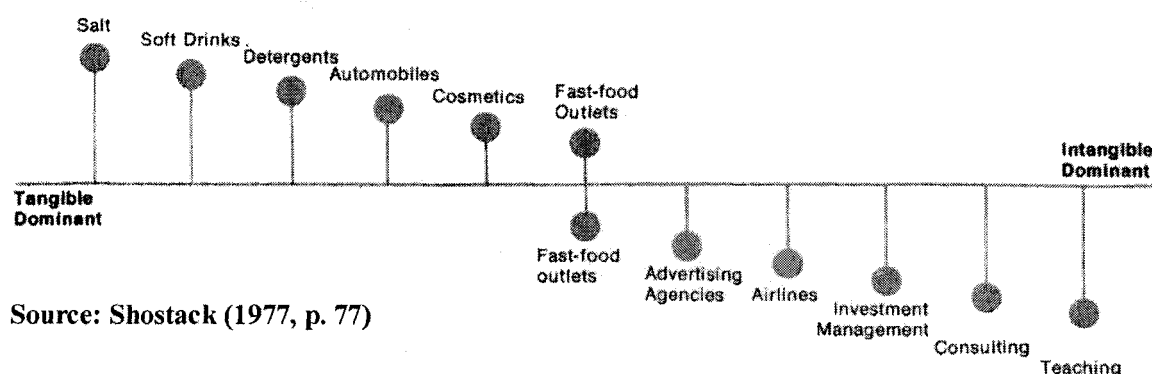 Salt
Soft Drinks
Detergents
Automobiles
Cosmetics
Fast-food
Outlets
Intangible
Dominant
Tangible
Dominant
Fast-food
outlets
Advertising
Agencies
Airlines
Investment
Management
Consulting
Teaching
Source: Shostack (1977, p. 77)